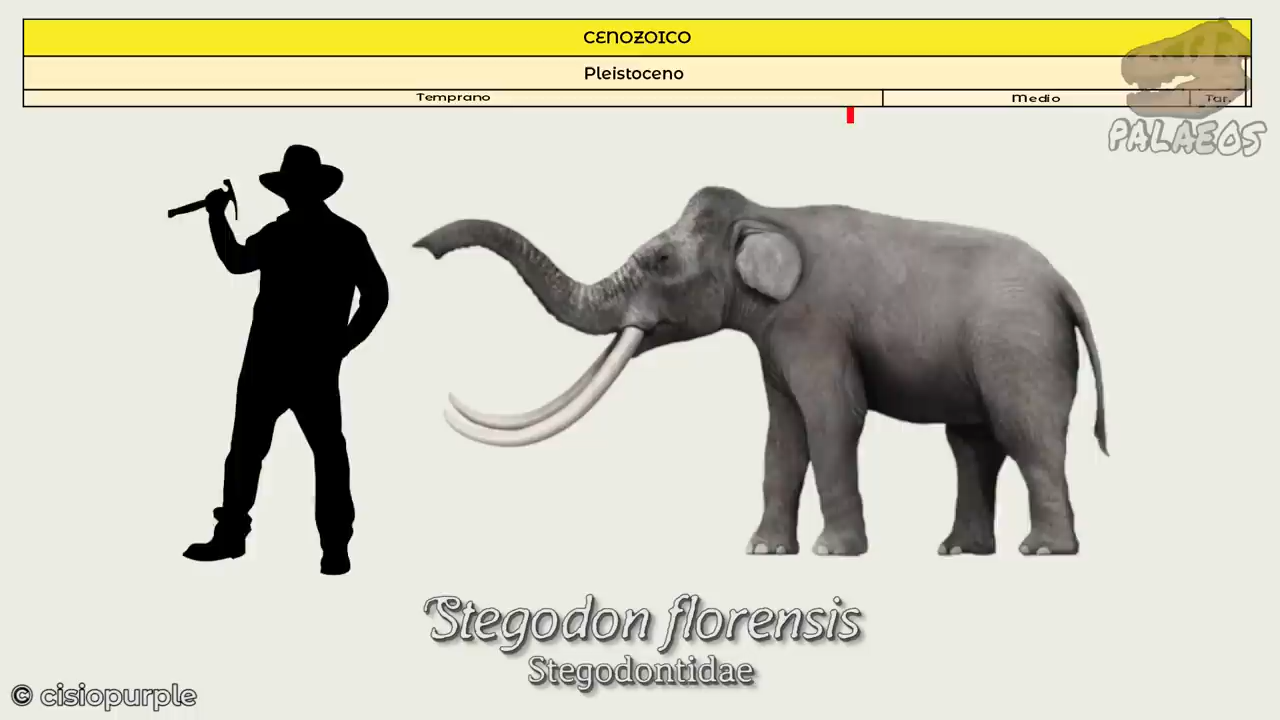 CENOZOICO
Pleistoceno
Temprano
Medio
Tar.
PALAEOS
Stegodon florensis
Stegodontidae
© cisiopurple